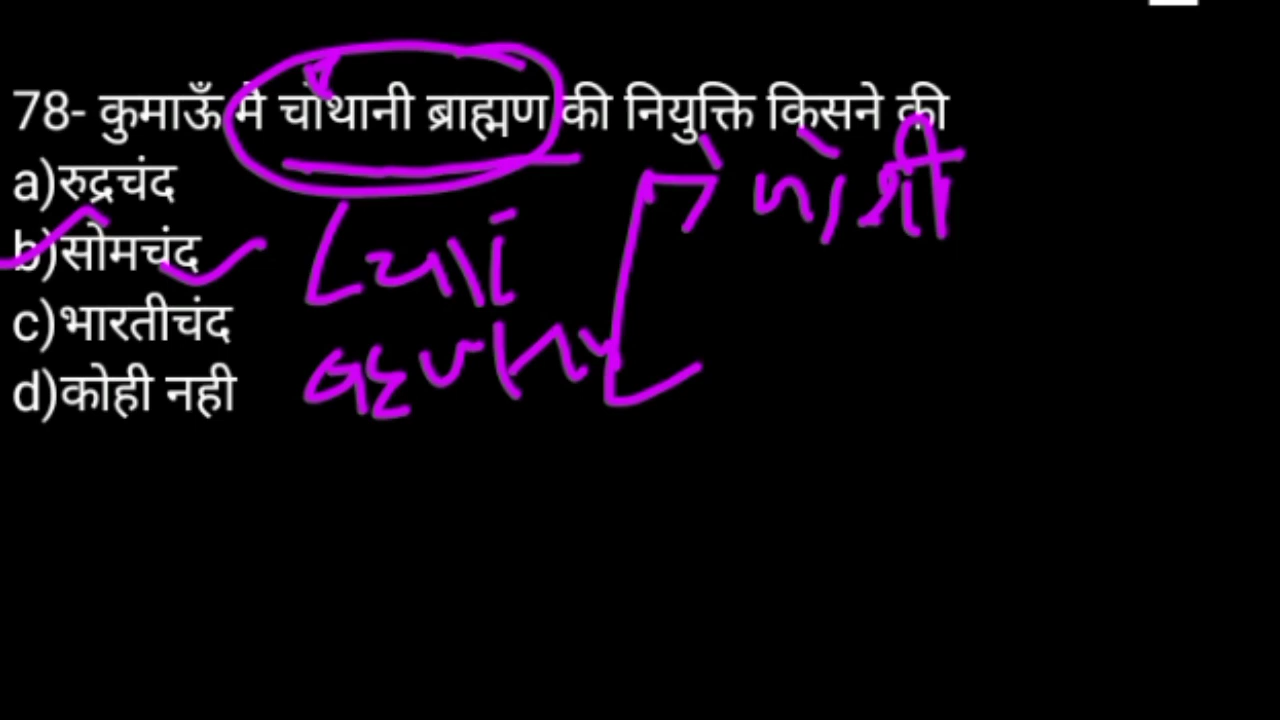 78- कुमाऊँ मै चौथानी ब्राह्मण की नियुक्ति किसने की
a)रुद्रचंद
b)सोमचंद
c)भारतीचंद
d)कोही नही